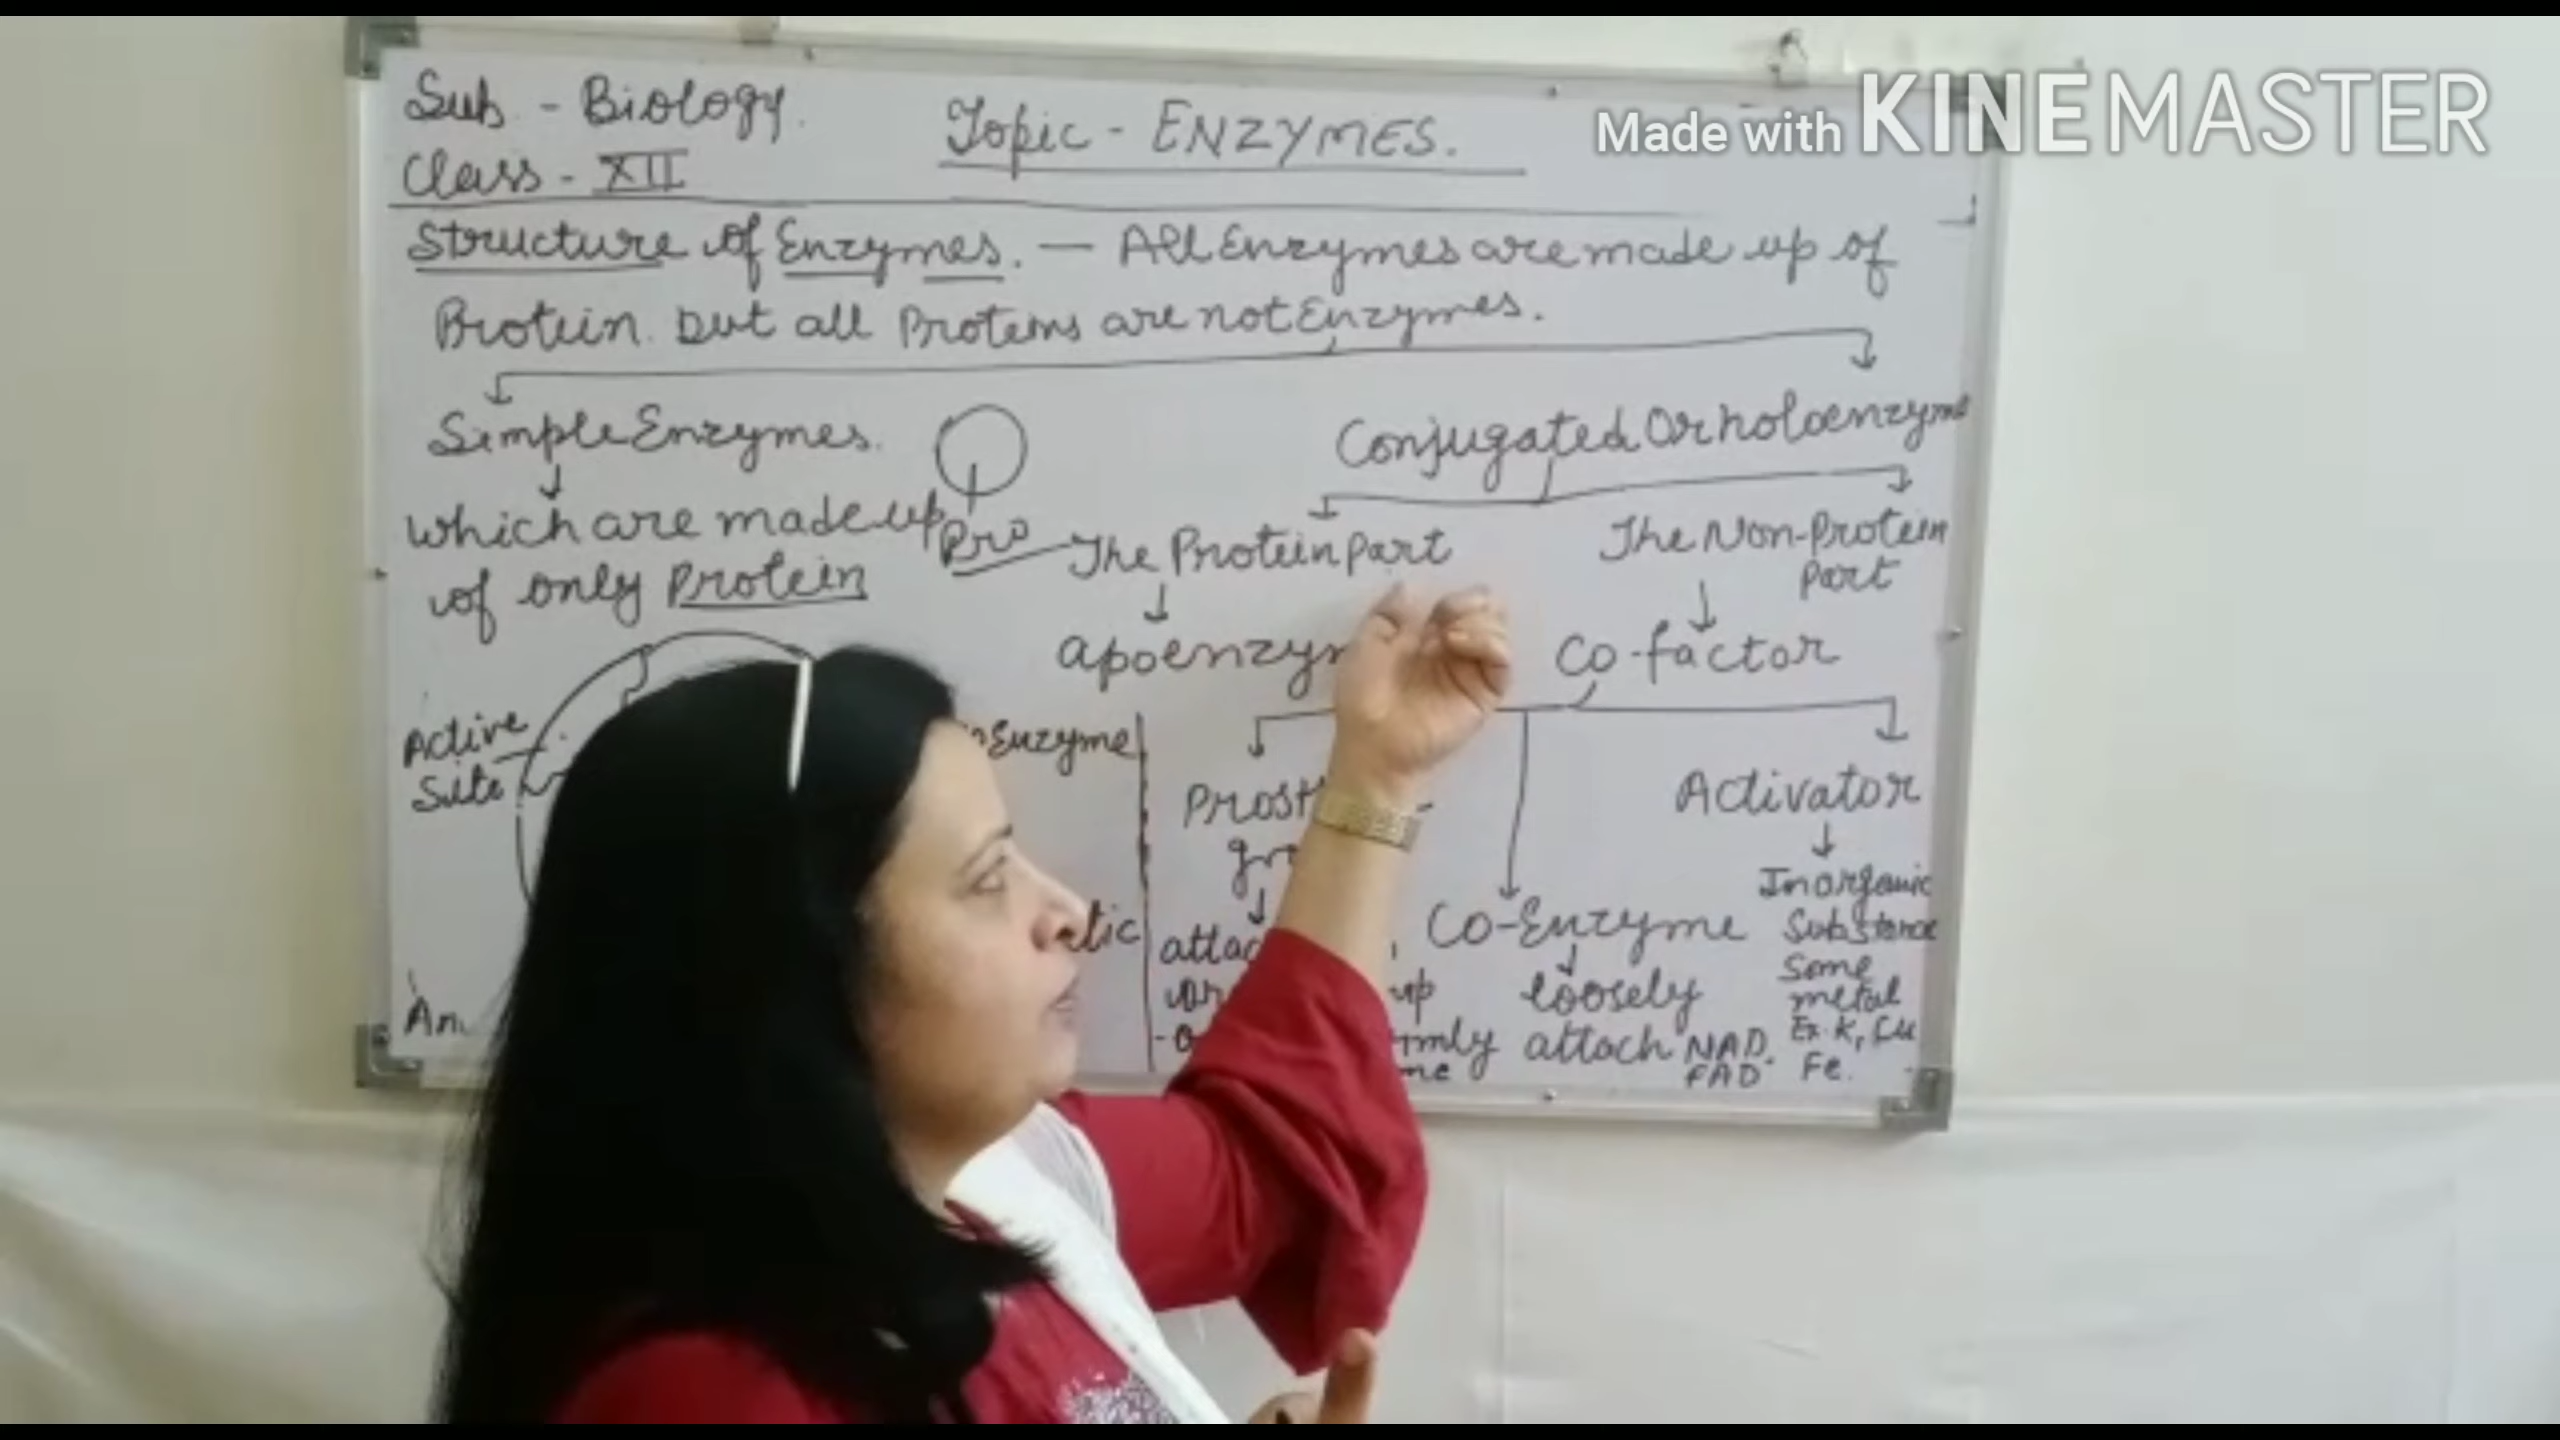 Sub. - Biology.
Class - XII
Topic - ENZYMES.
Made with KINEMASTER
Structure of Enzymes. — All Enzymes are made up of
Protein. But all Proteins are not Enzymes.
Simple Enzymes.
which are made up
of only Protein
Pro
Conjugated Or holoenzyme
The Protein Part
The Non-Protein
Part
Co-factor
Active
Site
Enzyme
Activator
Inorganic
Substance
Some
metal
Ex. K, Cu
Fe.
Co-Enzyme
loosely
attach NAD.
FAD
up